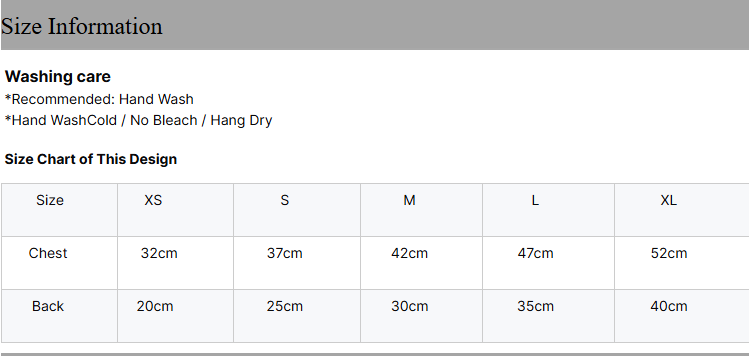 Size Information
Washing care
*Recommended: Hand Wash
*Hand WashCold / No Bleach / Hang Dry
Size Chart of This Design
Size XS S M L XL
Chest 32cm 37cm 42cm 47cm 52cm
Back 20cm 25cm 30cm 35cm 40cm